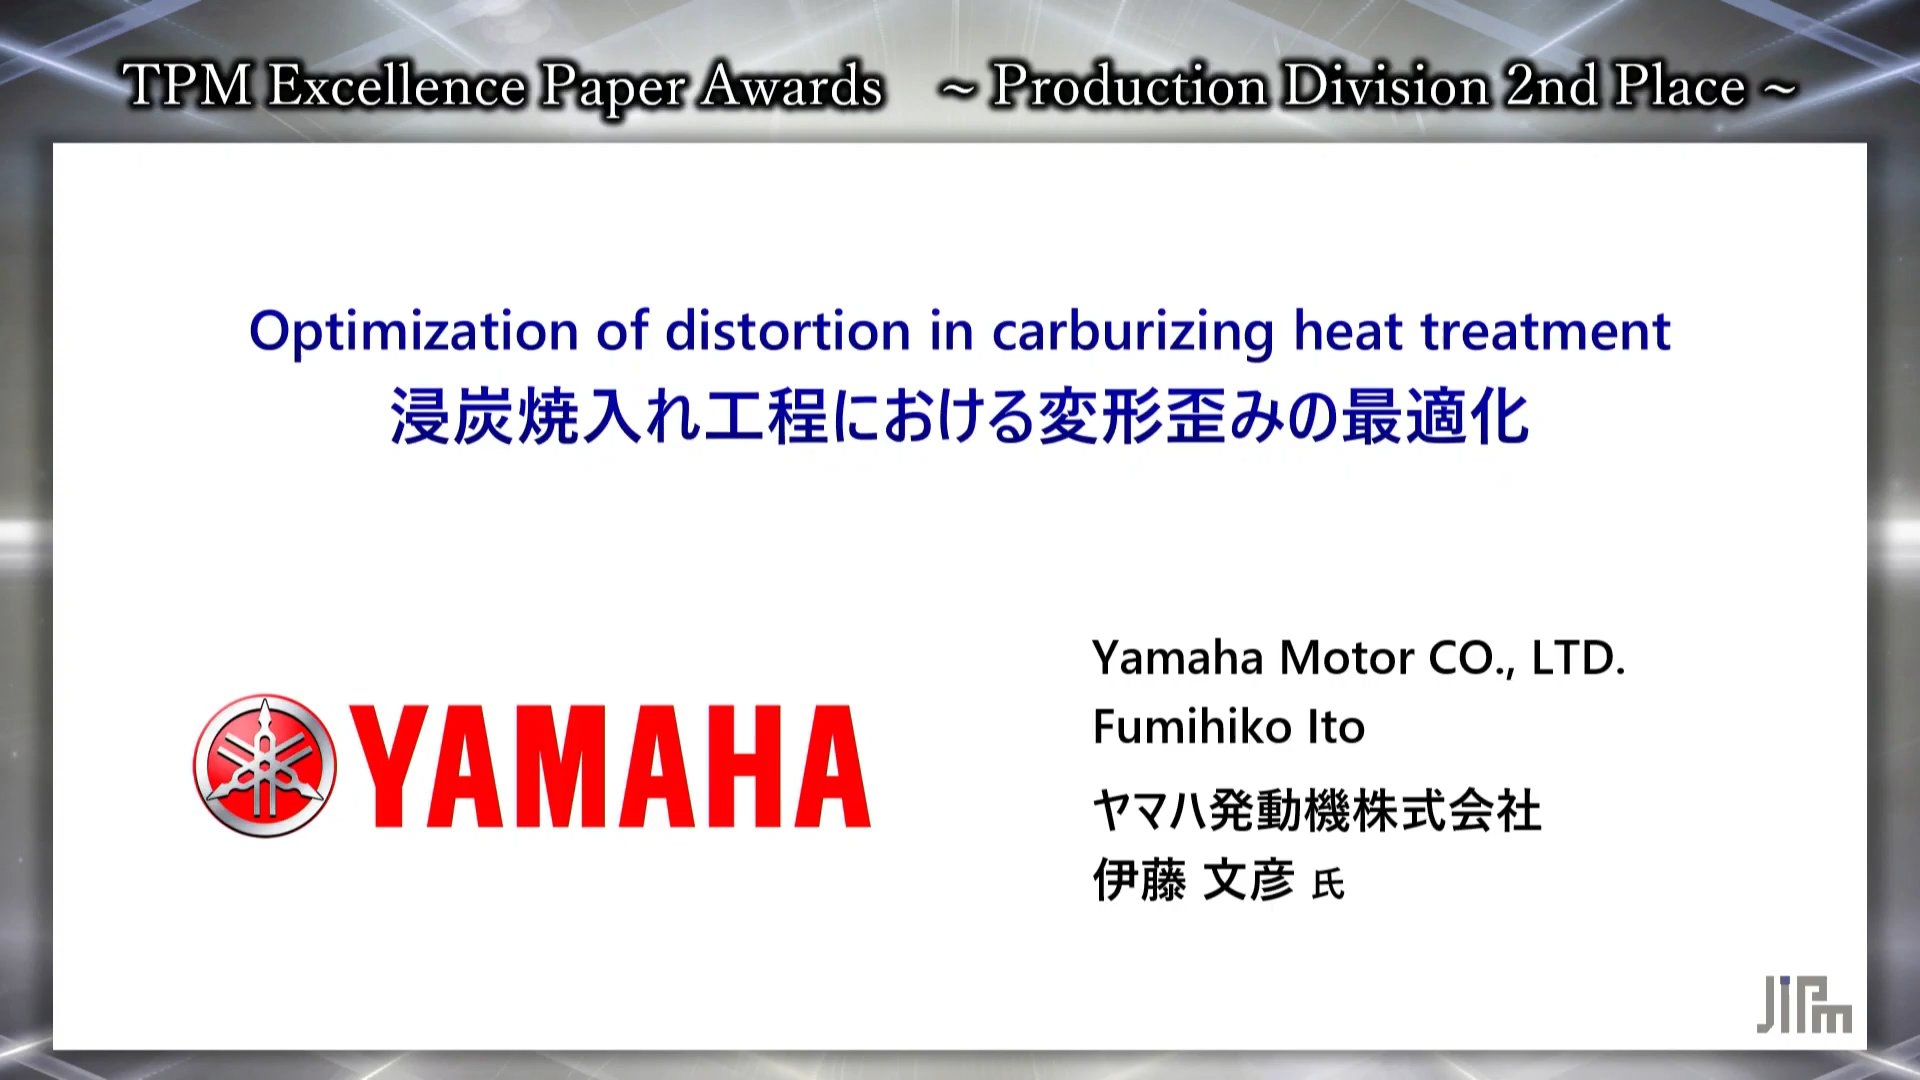 TPM Excellence Paper Awards ~ Production Division 2nd Place ~
Optimization of distortion in carburizing heat treatment
浸炭焼入れ工程における変形歪みの最適化
YAMAHA
Yamaha Motor CO., LTD.
Fumihiko Ito
ヤマハ発動機株式会社
伊藤 文彦 氏
JIPm